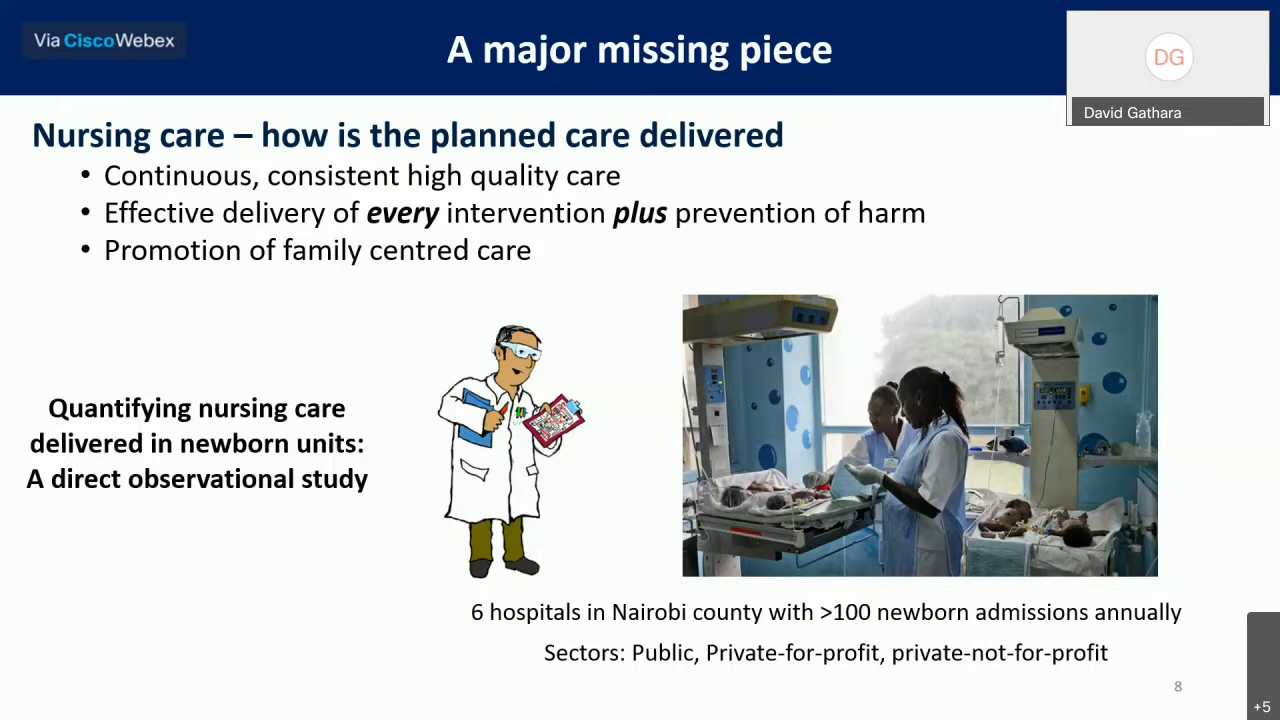 Via CiscoWebex
A major missing piece
DG
David Gathara
Nursing care – how is the planned care delivered
• Continuous, consistent high quality care
• Effective delivery of every intervention plus prevention of harm
• Promotion of family centred care
Quantifying nursing care
delivered in newborn units:
A direct observational study
6 hospitals in Nairobi county with >100 newborn admissions annually
Sectors: Public, Private-for-profit, private-not-for-profit
8
+5